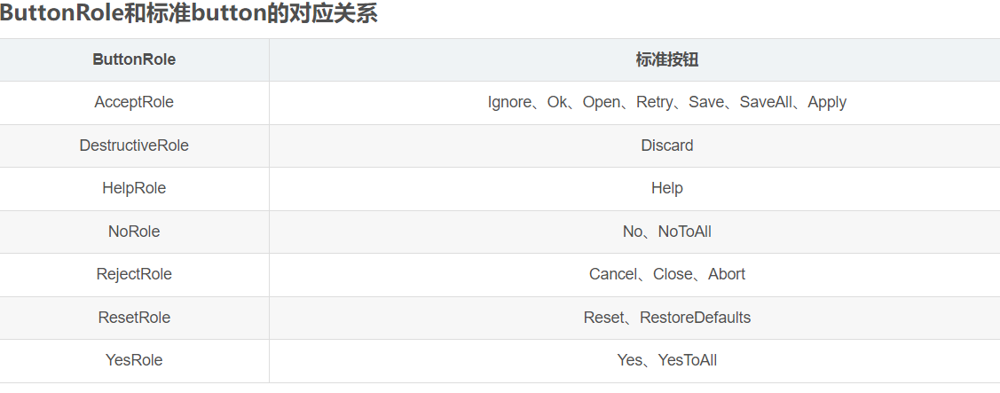 ButtonRole和标准button的对应关系
ButtonRole 标准按钮
AcceptRole Ignore、Ok、Open、Retry、Save、SaveAll、Apply
DestructiveRole Discard
HelpRole Help
NoRole No、NoToAll
RejectRole Cancel、Close、Abort
ResetRole Reset、RestoreDefaults
YesRole Yes、YesToAll